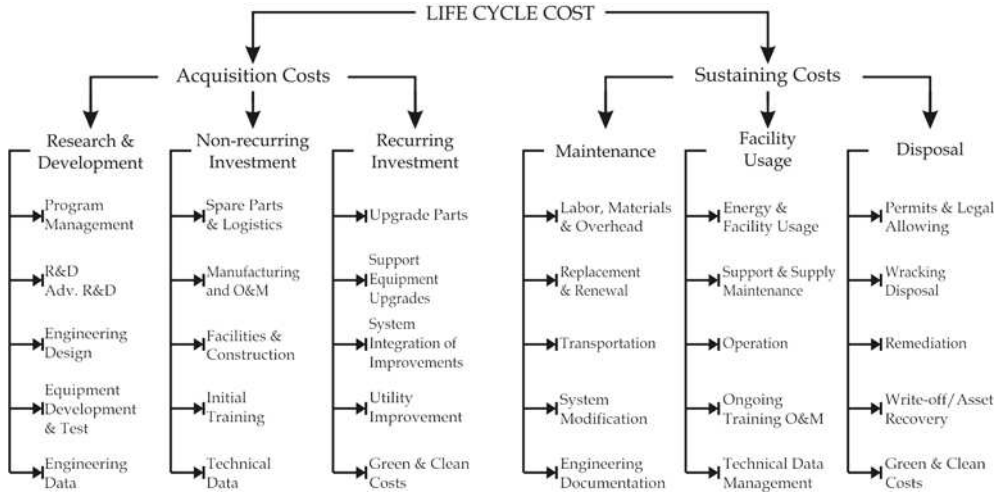 LIFE CYCLE COST
Acquisition Costs
Sustaining Costs
Research &
Development
Non-recurring
Investment
Recurring
Investment
Maintenance
Facility
Usage
Disposal
Program
Management
R&D
Adv. R&D
Engineering
Design
Equipment
Development
& Test
Engineering
Data
Spare Parts
& Logistics
Manufacturing
and O&M
Facilities &
Construction
Initial
Training
Technical
Data
Upgrade Parts
Support
Equipment
Upgrades
System
Integration of
Improvements
Utility
Improvement
Green & Clean
Costs
Labor, Materials
& Overhead
Replacement
& Renewal
Transportation
System
Modification
Engineering
Documentation
Energy &
Facility Usage
Support & Supply
Maintenance
Operation
Ongoing
Training O&M
Technical Data
Management
Permits & Legal
Allowing
Wracking
Disposal
Remediation
Write-off/Asset
Recovery
Green & Clean
Costs